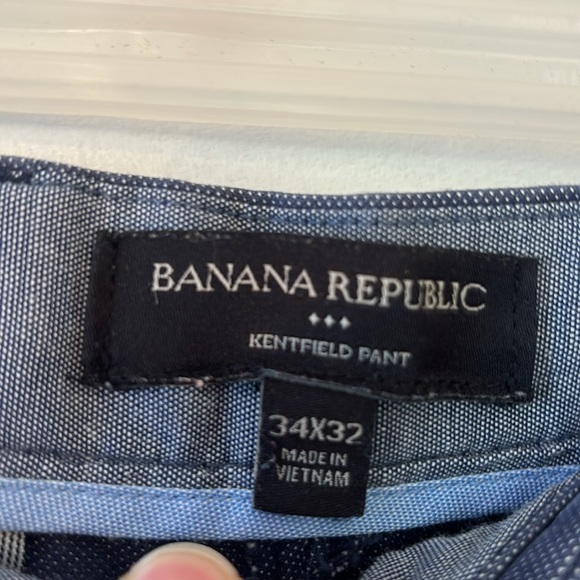 BANANA REPUBLIC
KENTFIELD PANT
34X32
MADE IN
VIETNAM